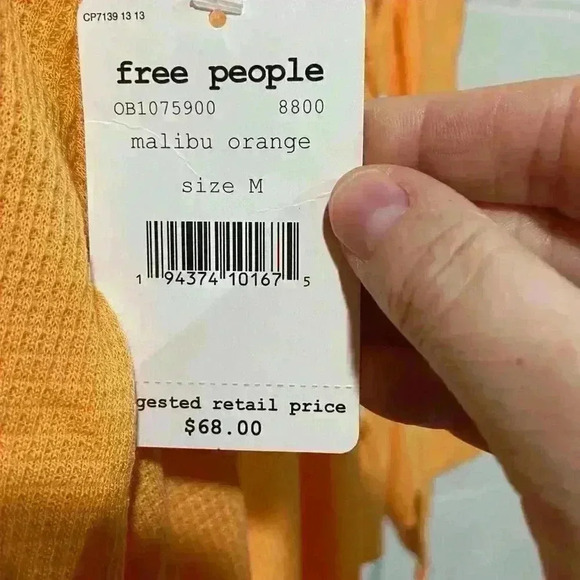 CP7139 13 13
free people
OB1075900 8800
malibu orange
size M
1 94374 10167 5
gested retail price
$68.00